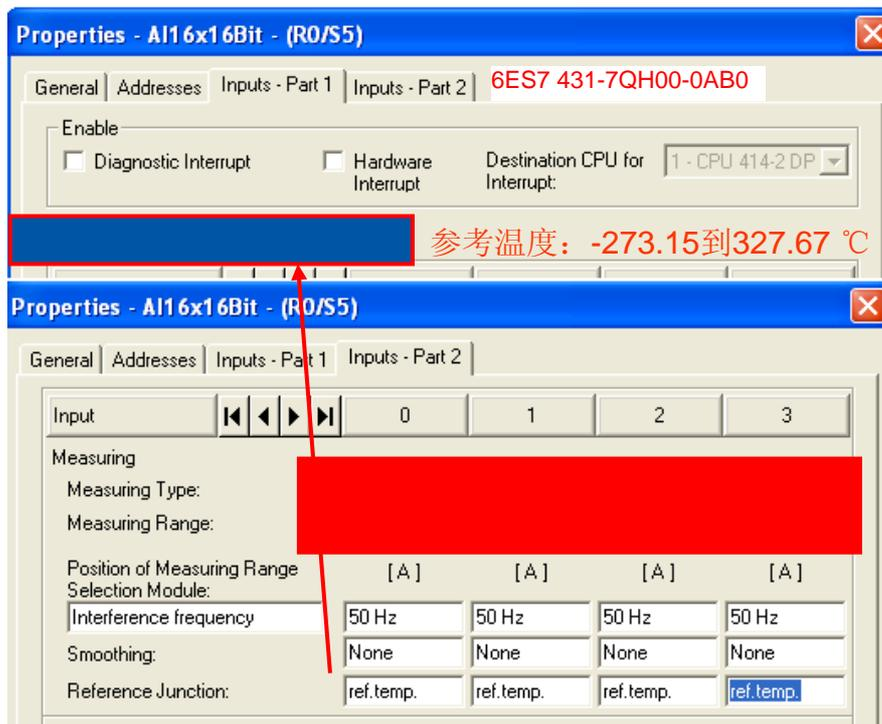 Properties - AI16x16Bit - (R0/S5)
General Addresses Inputs - Part 1 Inputs - Part 2 6ES7 431-7QH00-0AB0
Enable
Diagnostic Interrupt Hardware Interrupt Destination CPU for Interrupt: 1 - CPU 414-2 DP
参考温度：-273.15到327.67 ℃
Properties - AI16x16Bit - (R0/S5)
General Addresses Inputs - Part 1 Inputs - Part 2
Input 0 1 2 3
Measuring
Measuring Type:
Measuring Range:
Position of Measuring Range Selection Module: [A] [A] [A] [A]
Interference frequency 50 Hz 50 Hz 50 Hz 50 Hz
Smoothing: None None None None
Reference Junction: ref.temp. ref.temp. ref.temp. ref.temp.